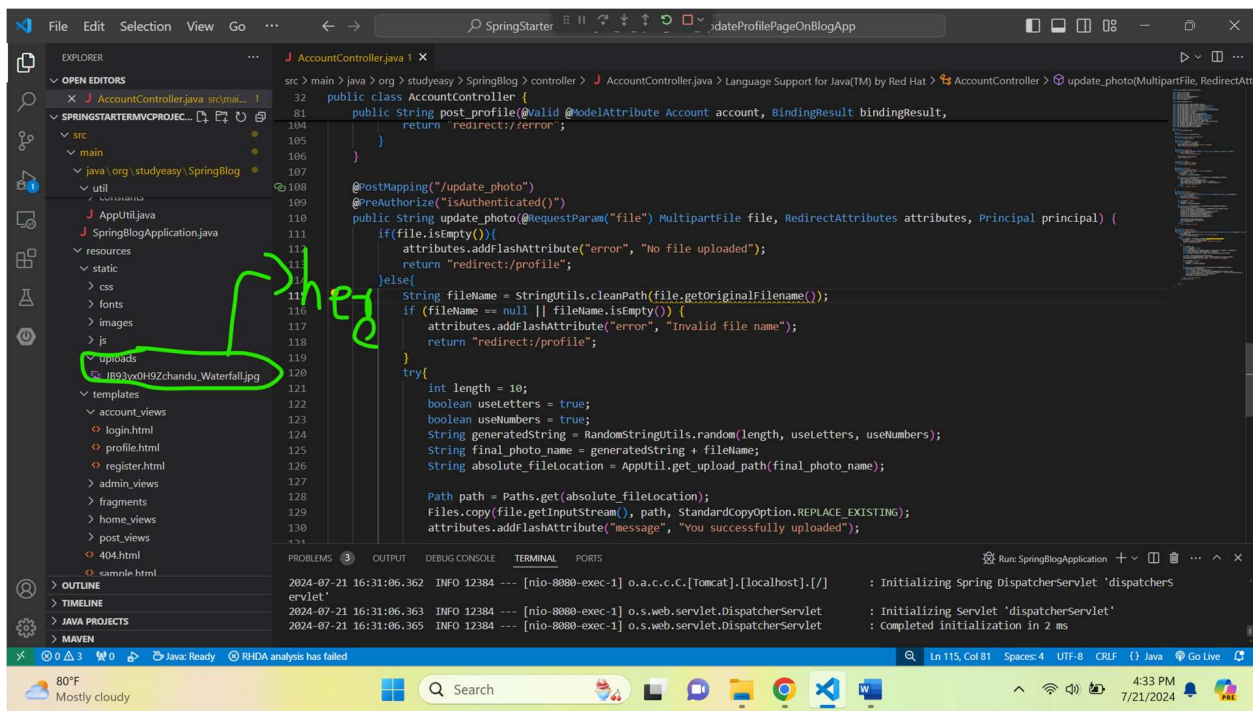 File Edit Selection View Go ···
SpringStarter
pdateProfilePageOnBlogApp
EXPLORER ···
OPEN EDITORS
AccountController.java src\mai... 1
SPRINGSTARTERMVCPROJEC...
src
main
java\org\studyeasy\SpringBlog
util
constants
AppUtil.java
SpringBlogApplication.java
resources
static
css
fonts
images
js
uploads
JB93yx0H9Zchandu_Waterfall.jpg
templates
account_views
login.html
profile.html
register.html
admin_views
fragments
home_views
post_views
404.html
sample.html
OUTLINE
TIMELINE
JAVA PROJECTS
MAVEN
AccountController.java 1
src > main > java > org > studyeasy > SpringBlog > controller > AccountController.java > Language Support for Java(TM) by Red Hat > AccountController > update_photo(MultipartFile, RedirectAtt
32 public class AccountController {
81 public String post_profile(@Valid @ModelAttribute Account account, BindingResult bindingResult,
104 return "redirect:/?error";
105 }
106 }
107
108 @PostMapping("/update_photo")
109 @PreAuthorize("isAuthenticated()")
110 public String update_photo(@RequestParam("file") MultipartFile file, RedirectAttributes attributes, Principal principal) {
111 if(file.isEmpty()){
112 attributes.addFlashAttribute("error", "No file uploaded");
113 return "redirect:/profile";
114 }else{
115 String fileName = StringUtils.cleanPath(file.getOriginalFilename());
116 if (fileName == null || fileName.isEmpty()) {
117 attributes.addFlashAttribute("error", "Invalid file name");
118 return "redirect:/profile";
119 }
120 try{
121 int length = 10;
122 boolean useLetters = true;
123 boolean useNumbers = true;
124 String generatedString = RandomStringUtils.random(length, useLetters, useNumbers);
125 String final_photo_name = generatedString + fileName;
126 String absolute_fileLocation = AppUtil.get_upload_path(final_photo_name);
127
128 Path path = Paths.get(absolute_fileLocation);
129 Files.copy(file.getInputStream(), path, StandardCopyOption.REPLACE_EXISTING);
130 attributes.addFlashAttribute("message", "You successfully uploaded");
131
PROBLEMS 3 OUTPUT DEBUG CONSOLE TERMINAL PORTS
Run: SpringBlogApplication
2024-07-21 16:31:06.362 INFO 12384 --- [nio-8080-exec-1] o.a.c.c.C.[Tomcat].[localhost].[/] : Initializing Spring DispatcherServlet 'dispatcherS
ervlet'
2024-07-21 16:31:06.363 INFO 12384 --- [nio-8080-exec-1] o.s.web.servlet.DispatcherServlet : Initializing Servlet 'dispatcherServlet'
2024-07-21 16:31:06.365 INFO 12384 --- [nio-8080-exec-1] o.s.web.servlet.DispatcherServlet : Completed initialization in 2 ms
0 3 0 Java: Ready RHDA analysis has failed
Ln 115, Col 81 Spaces: 4 UTF-8 CRLF {} Java Go Live
80°F
Mostly cloudy
Search
4:33 PM
7/21/2024
PRE